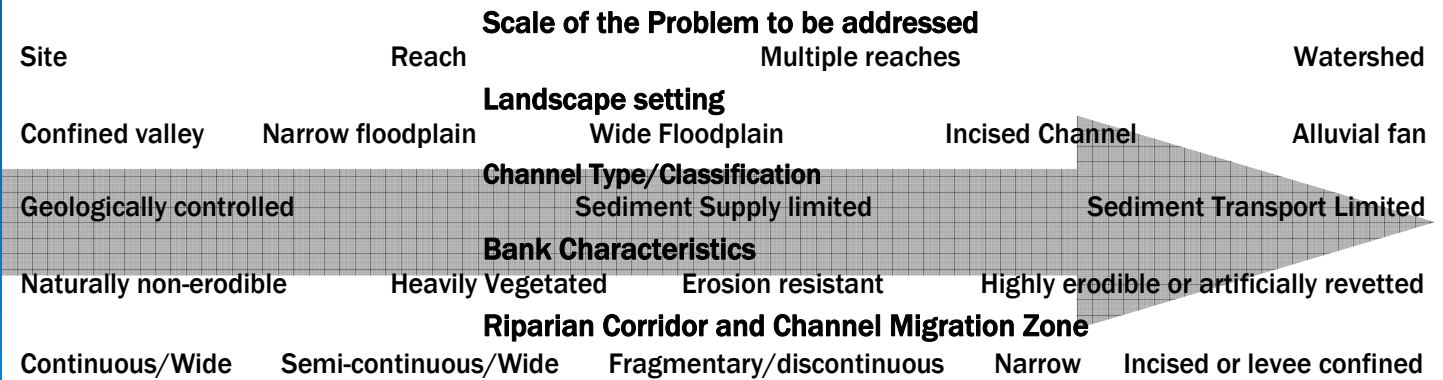 Scale of the Problem to be addressed
Site Reach Multiple reaches Watershed
Landscape setting
Confined valley Narrow floodplain Wide Floodplain Incised Channel Alluvial fan
Channel Type/Classification
Geologically controlled Sediment Supply limited Sediment Transport Limited
Bank Characteristics
Naturally non-erodible Heavily Vegetated Erosion resistant Highly erodible or artificially revetted
Riparian Corridor and Channel Migration Zone
Continuous/Wide Semi-continuous/Wide Fragmentary/discontinuous Narrow Incised or levee confined